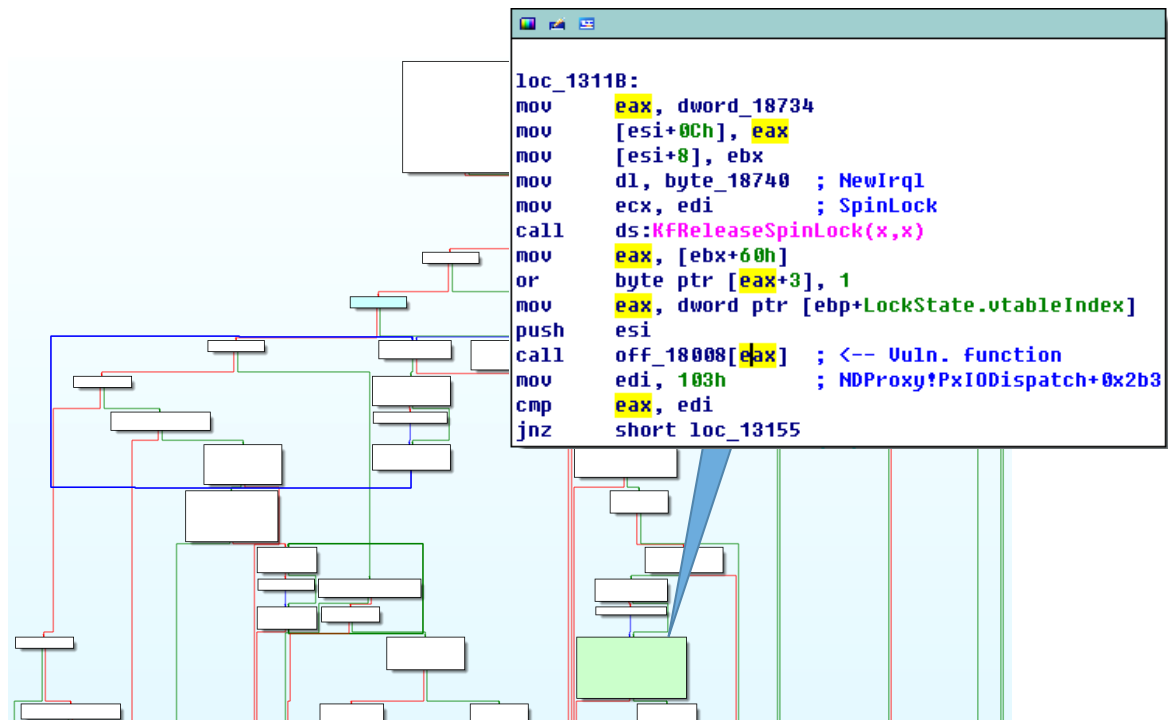 loc_1311B:
mov eax, dword_18734
mov [esi+0Ch], eax
mov [esi+8], ebx
mov dl, byte_18740 ; NewIrql
mov ecx, edi ; SpinLock
call ds:KfReleaseSpinLock(x,x)
mov eax, [ebx+60h]
or byte ptr [eax+3], 1
mov eax, dword ptr [ebp+LockState.vtableIndex]
push esi
call off_18008[eax] ; <-- Vuln. function
mov edi, 103h ; NDProxy!PxIODispatch+0x2b3
cmp eax, edi
jnz short loc_13155